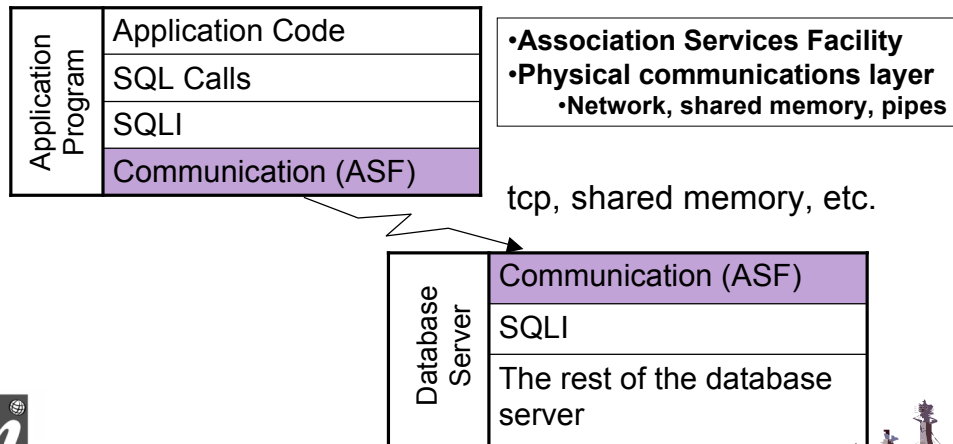 Application Program
Application Code
SQL Calls
SQLI
Communication (ASF)
•Association Services Facility
•Physical communications layer
•Network, shared memory, pipes
tcp, shared memory, etc.
Database Server
Communication (ASF)
SQLI
The rest of the database
server